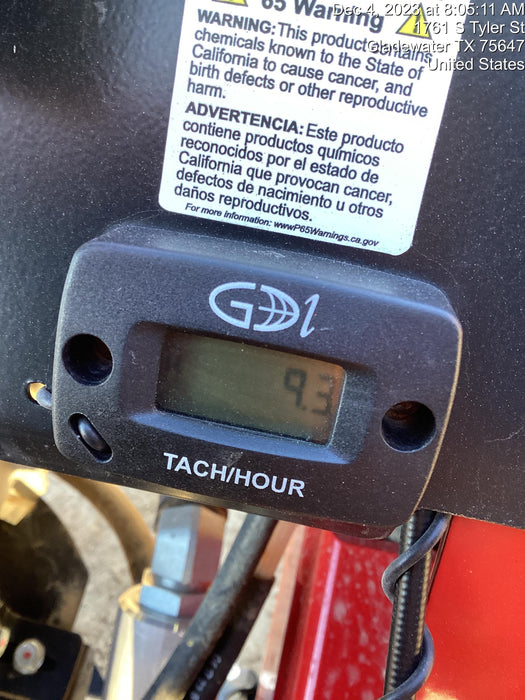 Dec 4, 2023 at 8:05:11 AM
1761 S Tyler St
Gladewater TX 75647
United States
65 Warning
WARNING: This product contains
chemicals known to the State of
California to cause cancer, and
birth defects or other reproductive
harm.
ADVERTENCIA: Este producto
contiene productos químicos
reconocidos por el estado de
California que provocan cancer,
defectos de nacimiento u otros
daños reproductivos.
For more information: wwwP65Warnings.ca.gov
GDI
9.3
TACH/HOUR